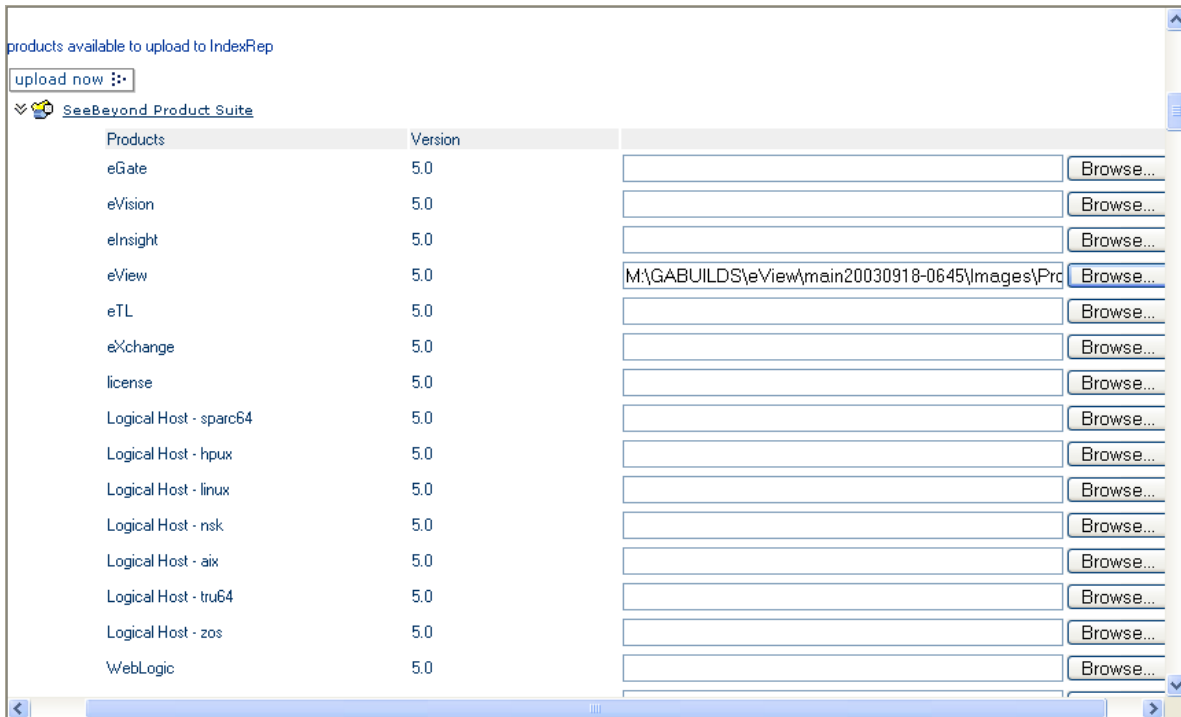 products available to upload to IndexRep
upload now
SeeBeyond Product Suite
Products Version
eGate 5.0 Browse...
eVision 5.0 Browse...
eInsight 5.0 Browse...
eView 5.0 M:\GABUILDS\eView\main20030918-0645\Images\Prc Browse...
eTL 5.0 Browse...
eXchange 5.0 Browse...
license 5.0 Browse...
Logical Host - sparc64 5.0 Browse...
Logical Host - hpux 5.0 Browse...
Logical Host - linux 5.0 Browse...
Logical Host - nsk 5.0 Browse...
Logical Host - aix 5.0 Browse...
Logical Host - tru64 5.0 Browse...
Logical Host - zos 5.0 Browse...
WebLogic 5.0 Browse...